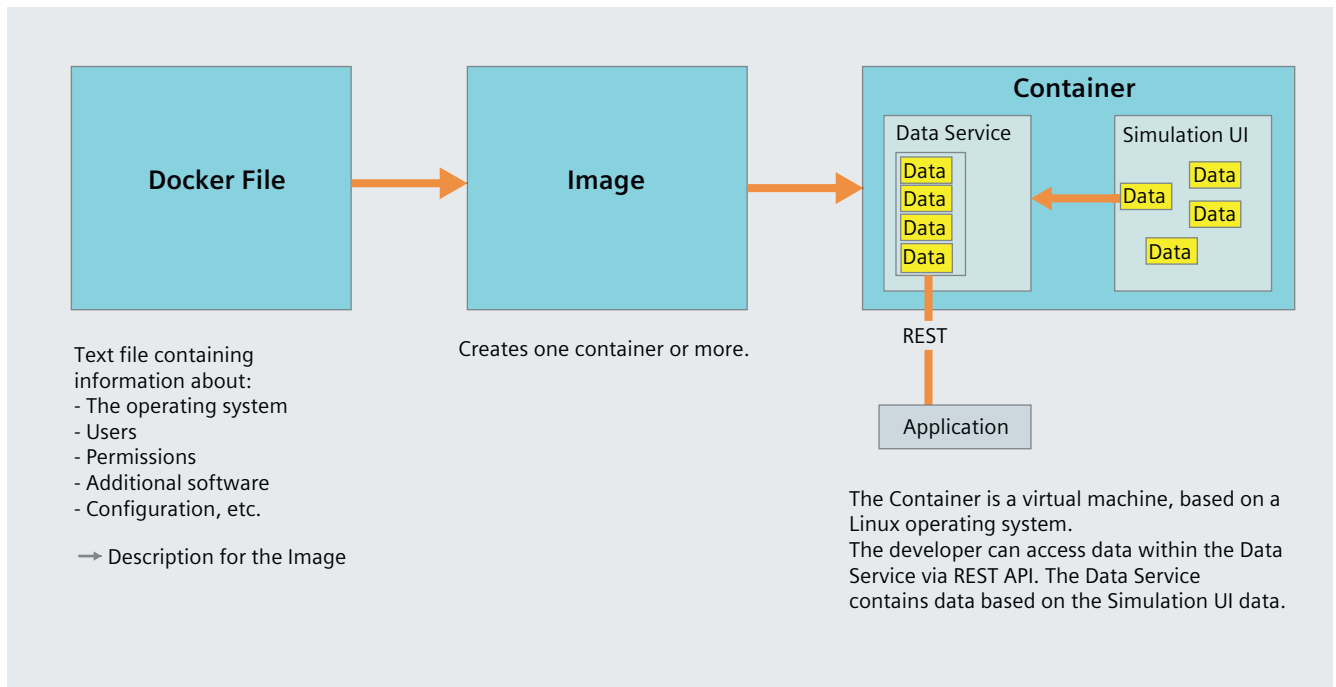 Docker File
Text file containing
information about:
- The operating system
- Users
- Permissions
- Additional software
- Configuration, etc.
→ Description for the Image
Image
Creates one container or more.
Container
Data Service
Data
Data
Data
Data
Simulation UI
Data
Data
Data
Data
REST
Application
The Container is a virtual machine, based on a
Linux operating system.
The developer can access data within the Data
Service via REST API. The Data Service
contains data based on the Simulation UI data.